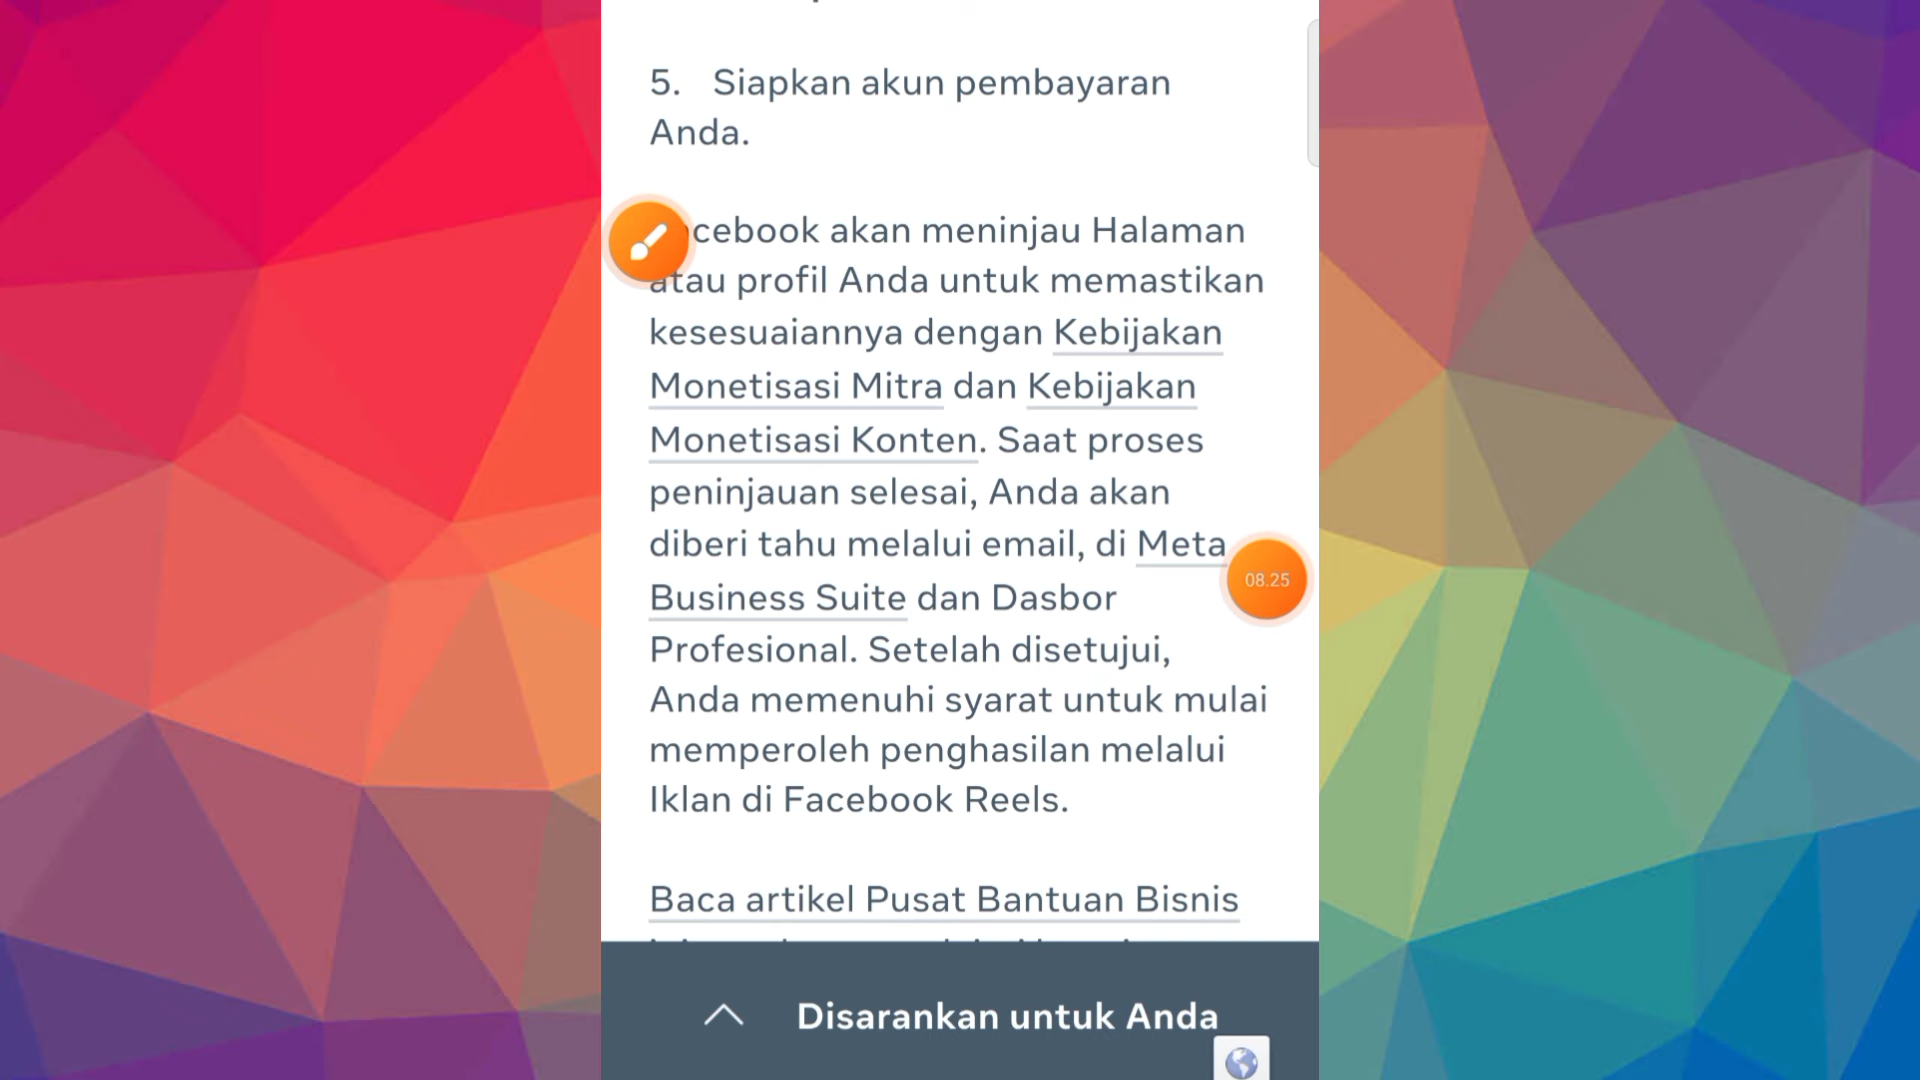 5. Siapkan akun pembayaran
Anda.
cebook akan meninjau Halaman
atau profil Anda untuk memastikan
kesesuaiannya dengan Kebijakan
Monetisasi Mitra dan Kebijakan
Monetisasi Konten. Saat proses
peninjauan selesai, Anda akan
diberi tahu melalui email, di Meta
08.25
Business Suite dan Dasbor
Profesional. Setelah disetujui,
Anda memenuhi syarat untuk mulai
memperoleh penghasilan melalui
Iklan di Facebook Reels.
Baca artikel Pusat Bantuan Bisnis
Disarankan untuk Anda